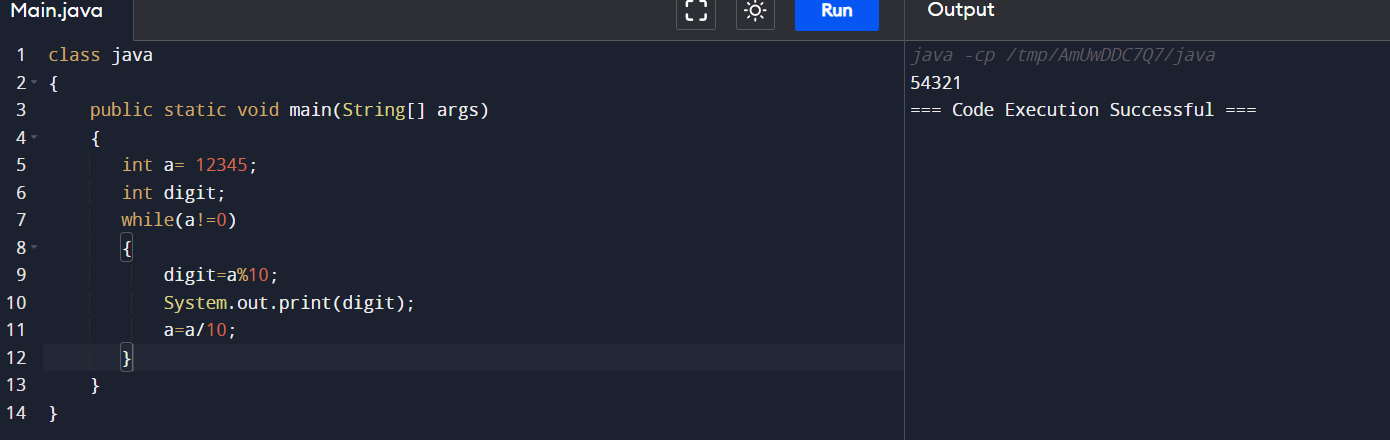 Main.java
Run
Output
1 class java
2 {
3 public static void main(String[] args)
4 {
5 int a= 12345;
6 int digit;
7 while(a!=0)
8 {
9 digit=a%10;
10 System.out.print(digit);
11 a=a/10;
12 }
13 }
14 }
java -cp /tmp/AmUwDDC7Q7/java
54321
=== Code Execution Successful ===